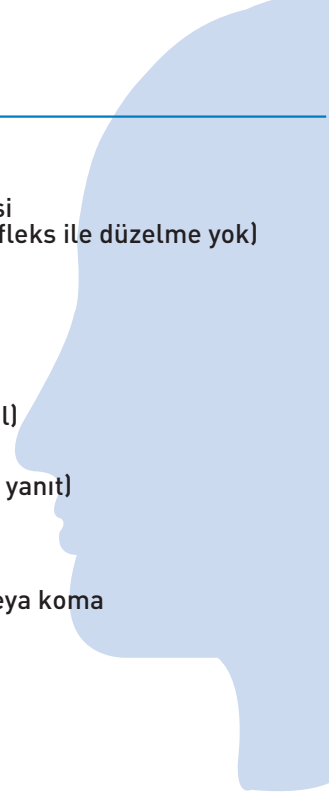 si
fleks ile düzelme yok)
l)
yanıt)
eya koma